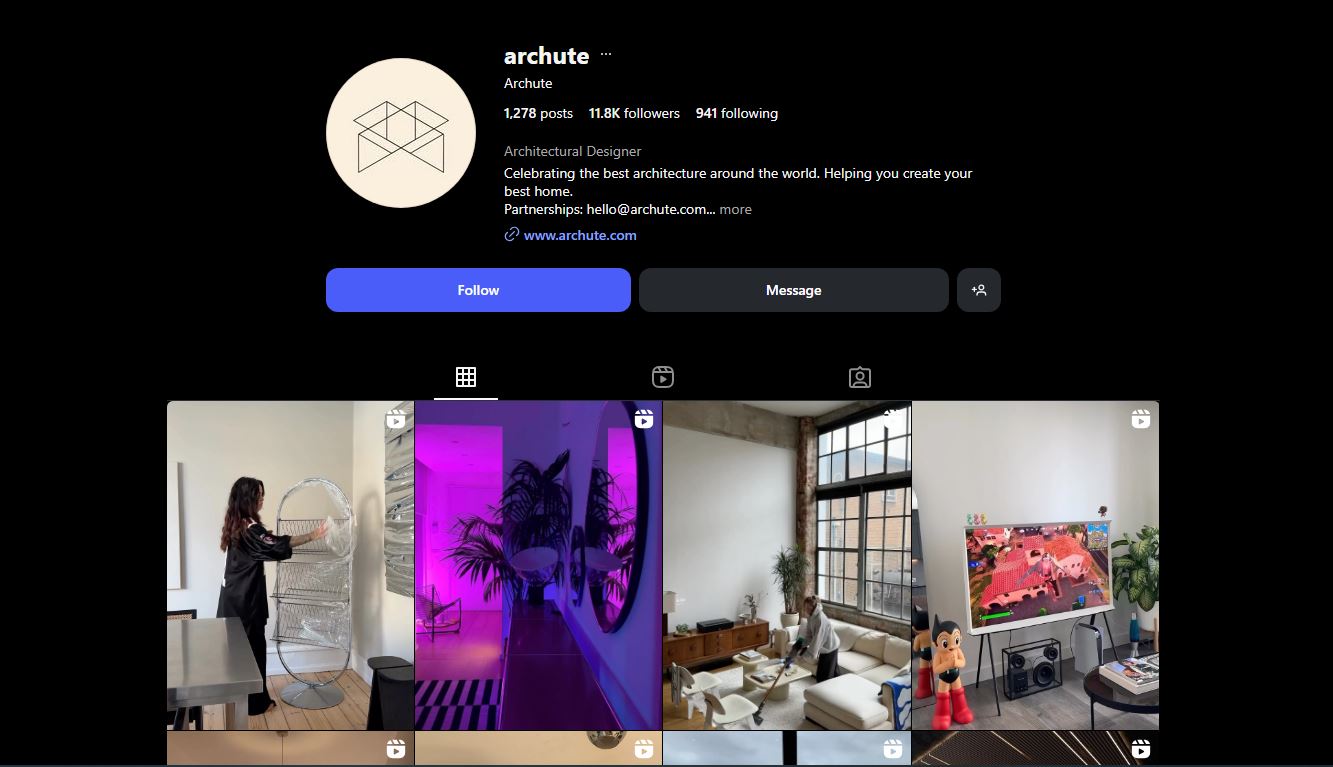 archute ...
Archute
1,278 posts 11.8K followers 941 following
Architectural Designer
Celebrating the best architecture around the world. Helping you create your
best home.
Partnerships: hello@archute.com... more
www.archute.com
Follow
Message